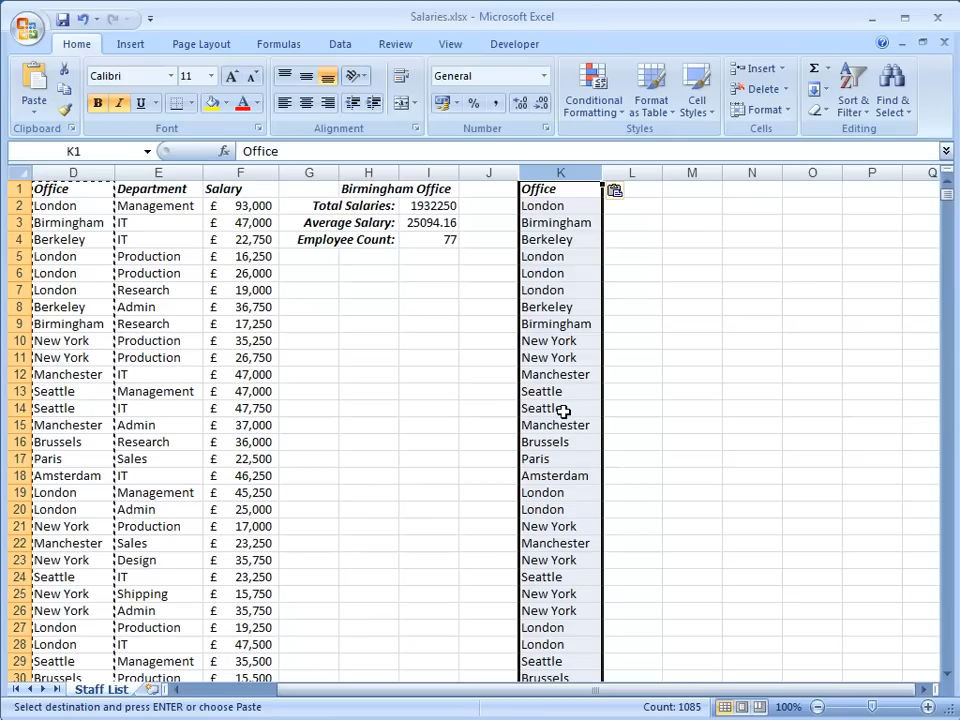 Salaries.xlsx - Microsoft Excel
Home Insert Page Layout Formulas Data Review View Developer
Calibri 11 General Insert Σ
Paste B I U % , Conditional Formatting Format as Table Cell Styles Delete Format Sort & Filter Find & Select
Clipboard Font Alignment Number Styles Cells Editing
K1 fx Office
D E F G H I J K L M N O P Q
1 Office Department Salary Birmingham Office Office
2 London Management £ 93,000 Total Salaries: 1932250 London
3 Birmingham IT £ 47,000 Average Salary: 25094.16 Birmingham
4 Berkeley IT £ 22,750 Employee Count: 77 Berkeley
5 London Production £ 16,250 London
6 London Production £ 26,000 London
7 London Research £ 19,000 London
8 Berkeley Admin £ 36,750 Berkeley
9 Birmingham Research £ 17,250 Birmingham
10 New York Production £ 35,250 New York
11 New York Production £ 26,750 New York
12 Manchester IT £ 47,000 Manchester
13 Seattle Management £ 47,000 Seattle
14 Seattle IT £ 47,750 Seattle
15 Manchester Admin £ 37,000 Manchester
16 Brussels Research £ 36,000 Brussels
17 Paris Sales £ 22,500 Paris
18 Amsterdam IT £ 46,250 Amsterdam
19 London Management £ 45,250 London
20 London Admin £ 25,000 London
21 New York Production £ 17,000 New York
22 Manchester Sales £ 23,250 Manchester
23 New York Design £ 35,750 New York
24 Seattle IT £ 23,250 Seattle
25 New York Shipping £ 15,750 New York
26 New York Admin £ 35,750 New York
27 London Production £ 19,250 London
28 London IT £ 47,500 London
29 Seattle Management £ 35,500 Seattle
30 Brussels Production £ 15,500 Brussels
Staff List
Select destination and press ENTER or choose Paste Count: 1085 100%